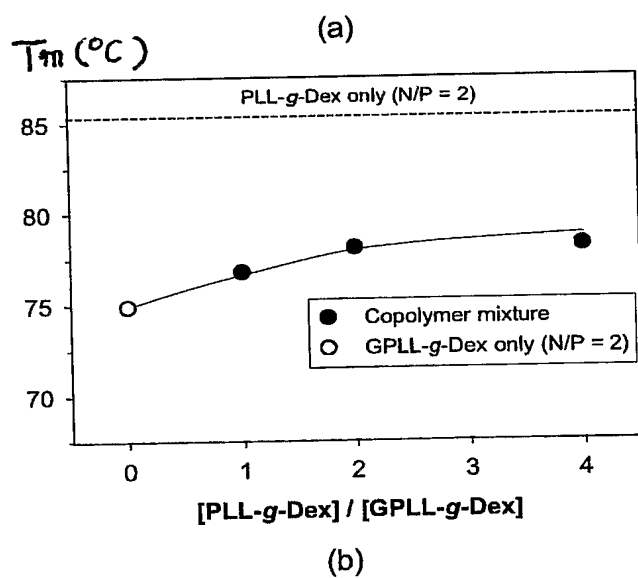 (a)
Tm (°C)
PLL-g-Dex only (N/P = 2)
85
80
75
70
Copolymer mixture
GPLL-g-Dex only (N/P = 2)
0 1 2 3 4
[PLL-g-Dex] / [GPLL-g-Dex]
(b)